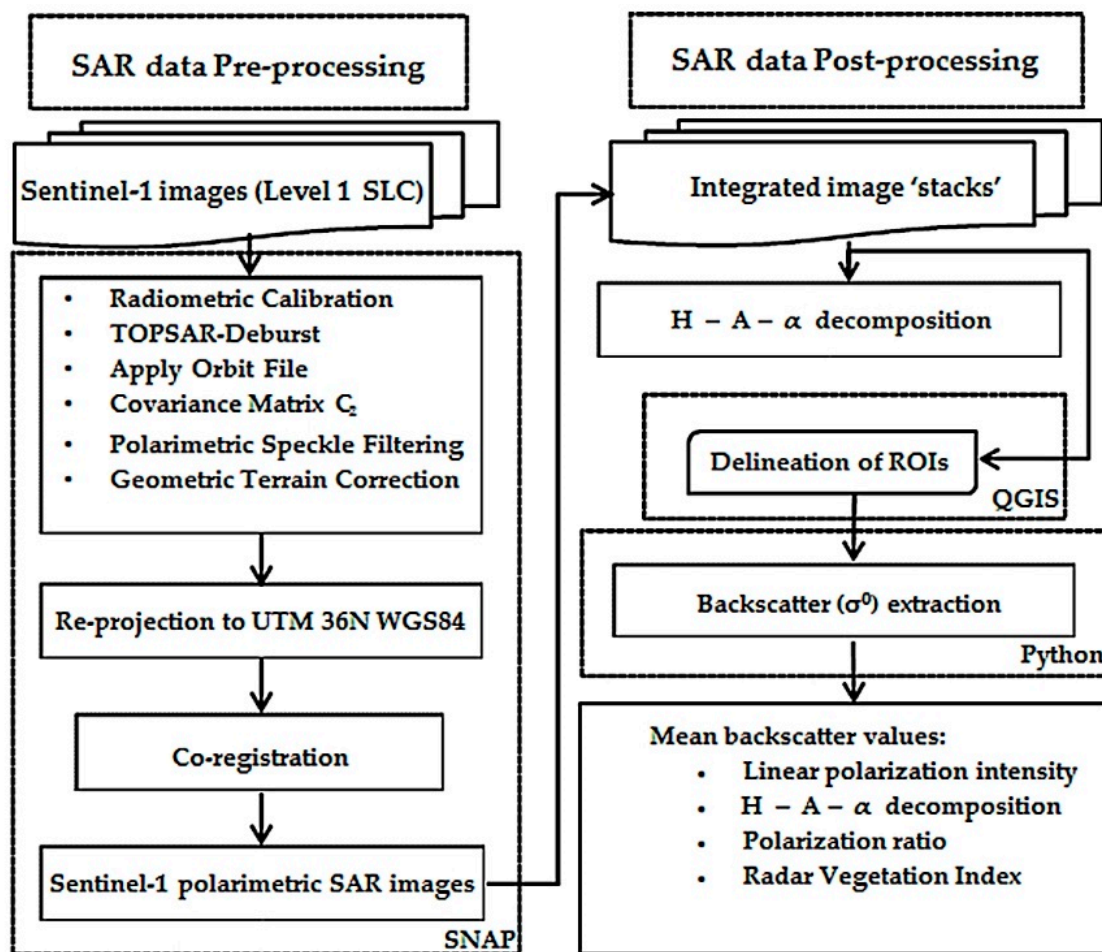 SAR data Pre-processing
Sentinel-1 images (Level 1 SLC)
• Radiometric Calibration
• TOPSAR-Deburst
• Apply Orbit File
• Covariance Matrix C₂
• Polarimetric Speckle Filtering
• Geometric Terrain Correction
Re-projection to UTM 36N WGS84
Co-registration
Sentinel-1 polarimetric SAR images
SNAP
SAR data Post-processing
Integrated image ‘stacks’
H – A – α decomposition
Delineation of ROIs
QGIS
Backscatter (σ⁰) extraction
Python
Mean backscatter values:
• Linear polarization intensity
• H – A – α decomposition
• Polarization ratio
• Radar Vegetation Index